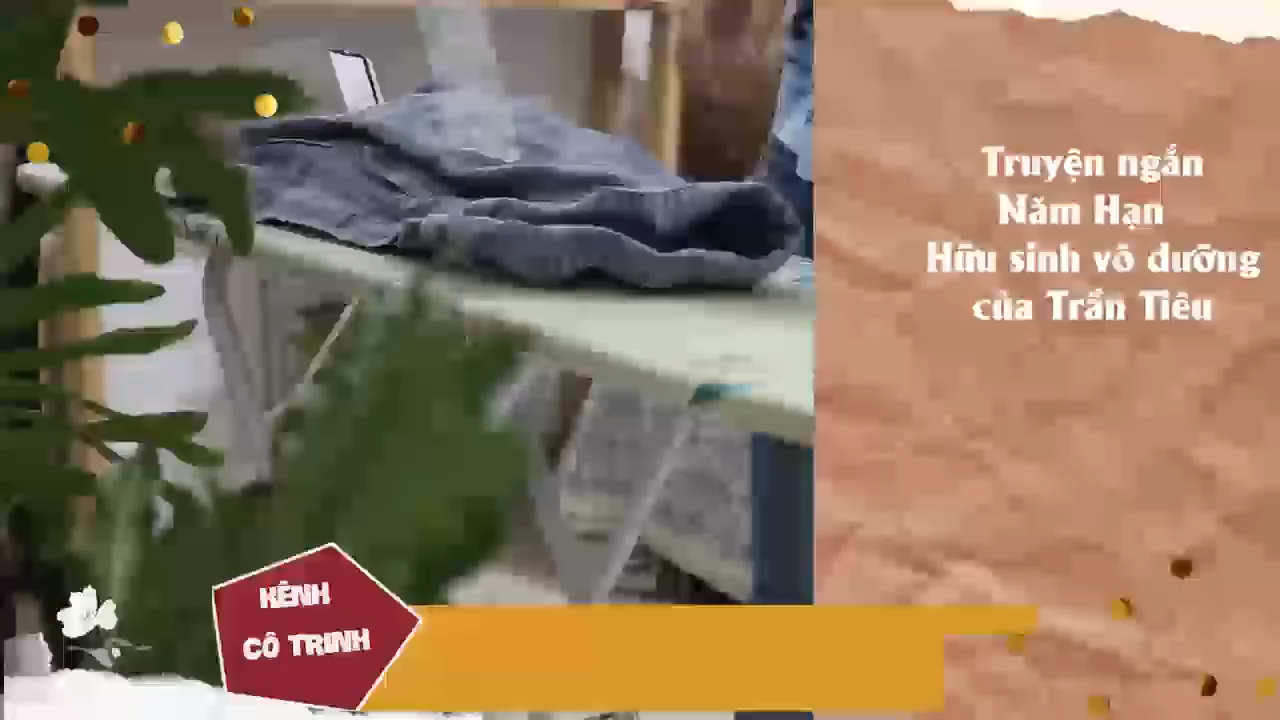 Truyện ngắn
Năm Hạn
Hữu sinh vô dưỡng
của Trần Tiêu
KÊNH
CÔ TRINH